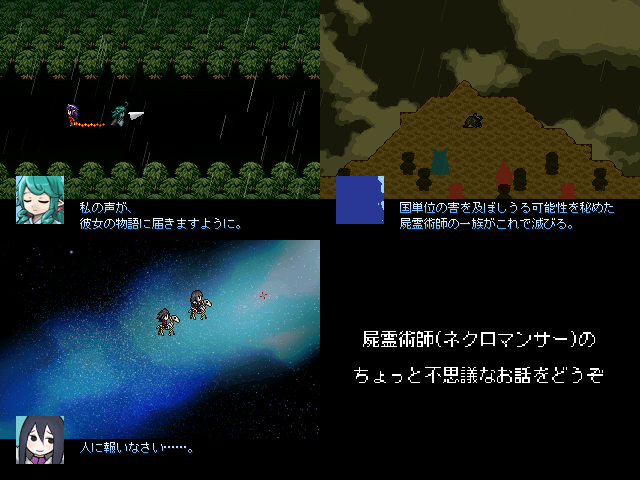 私の声が、
彼女の物語に届きますように。
国単位の害を及ぼしうる可能性を秘めた
屍霊術師の一族がこれで滅びる。
人に報いなさい……。
屍霊術師(ネクロマンサー)の
ちょっと不思議なお話をどうぞ